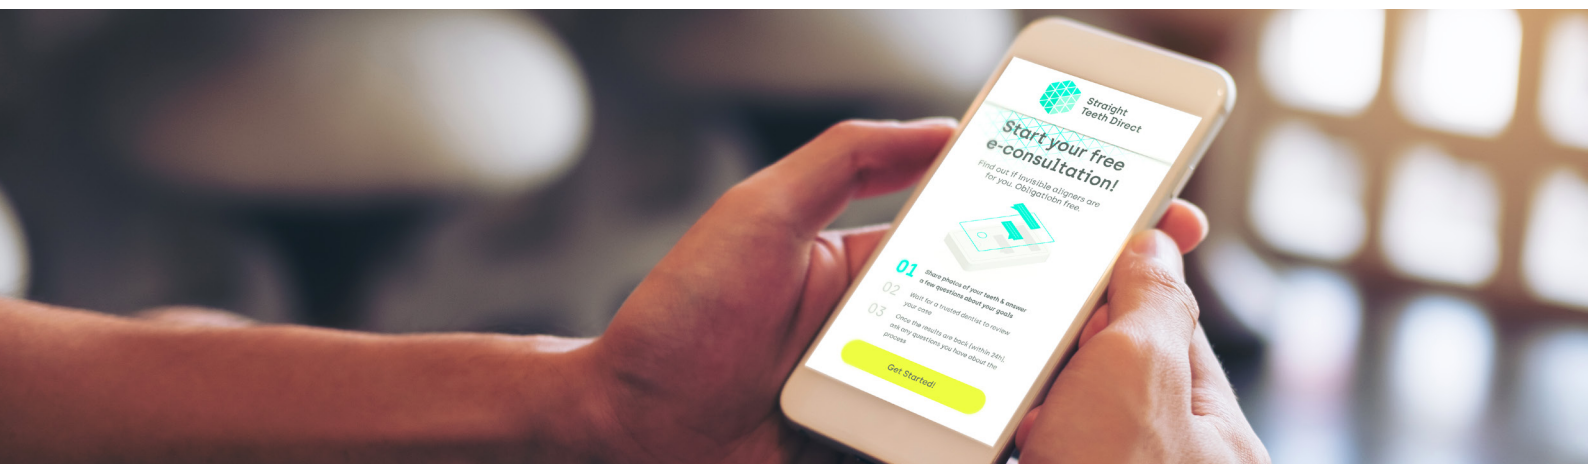 Straight
Teeth Direct
Start your free
e-consultation!
Find out if invisible aligners are
for you. Obligatiobn free.
01 Share photos of your teeth & answer
a few questions about your goals
02 Wait for a trusted dentist to review
your case
03 Once the results are back (within 24h),
ask any questions you have about the
process
Get Started!